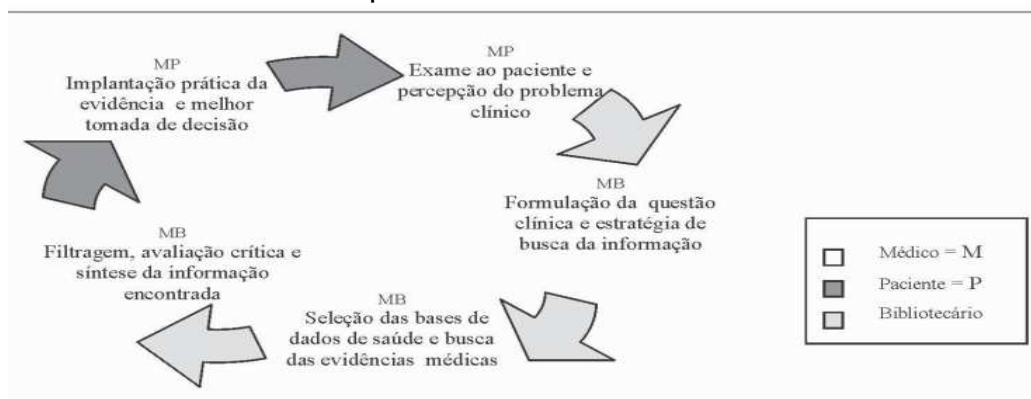 MP
Implantação prática da
evidência e melhor
tomada de decisão
MP
Exame ao paciente e
percepção do problema
clínico
MB
Formulação da questão
clínica e estratégia de
busca da informação
MB
Seleção das bases de
dados de saúde e busca
das evidências médicas
MB
Filtragem, avaliação crítica e
síntese da informação
encontrada
Médico = M
Paciente = P
Bibliotecário